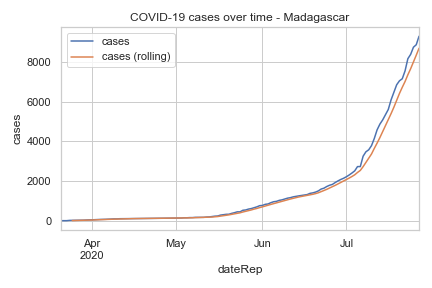 COVID-19 cases over time - Madagascar
cases
cases (rolling)
8000
6000
4000
2000
0
cases
Apr
2020
May
Jun
Jul
dateRep